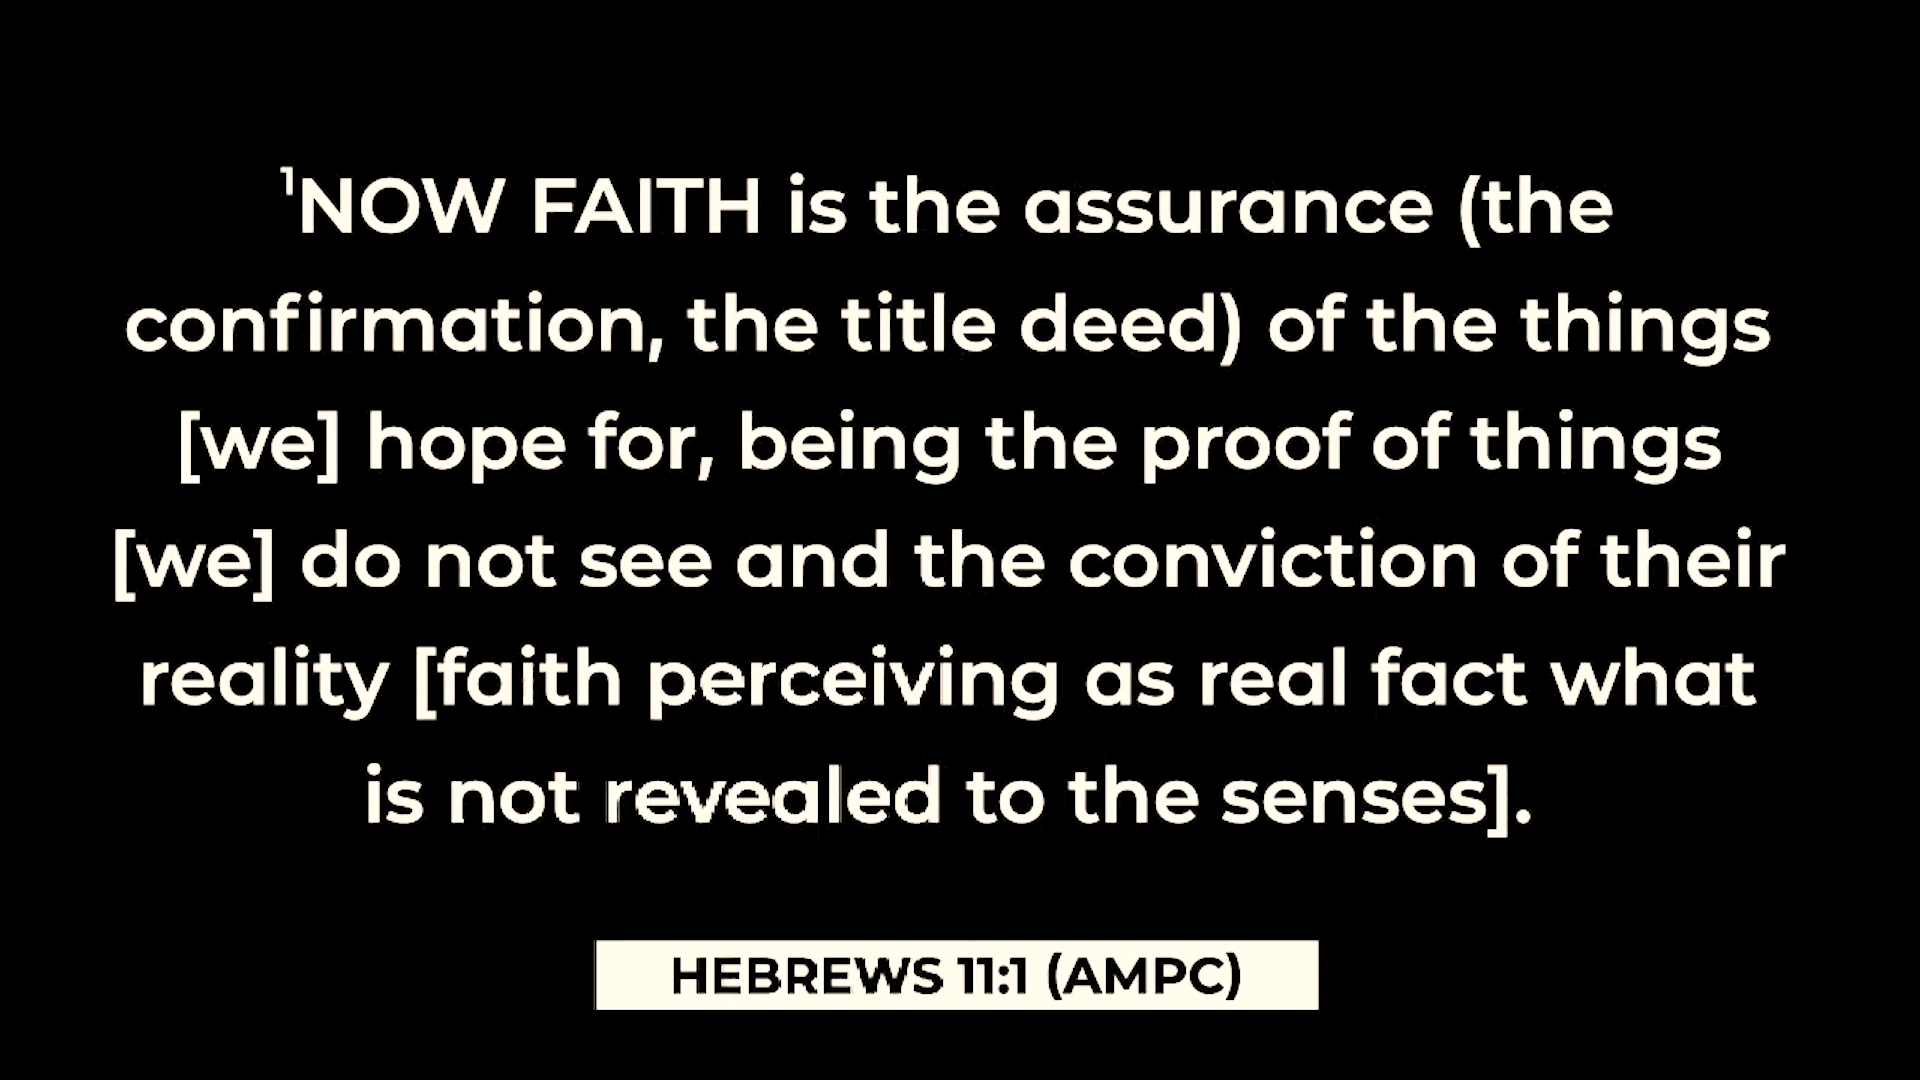 ¹NOW FAITH is the assurance (the
confirmation, the title deed) of the things
[we] hope for, being the proof of things
[we] do not see and the conviction of their
reality [faith perceiving as real fact what
is not revealed to the senses].
HEBREWS 11:1 (AMPC)